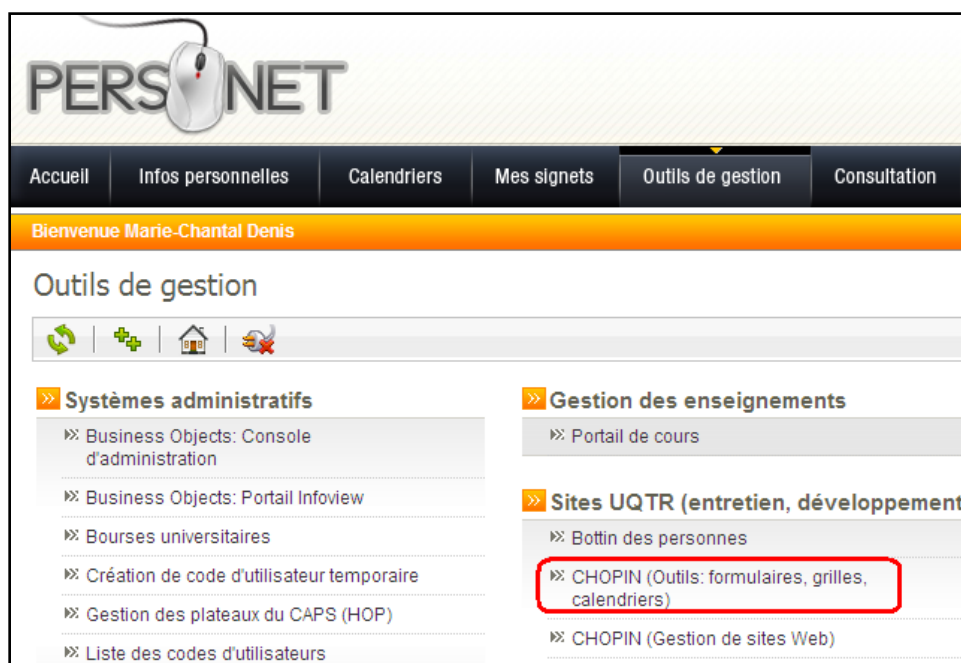 PERSONET
Accueil Infos personnelles Calendriers Mes signets Outils de gestion Consultation
Bienvenue Marie-Chantal Denis
Outils de gestion
Systèmes administratifs
Business Objects: Console
d'administration
Business Objects: Portail Infoview
Bourses universitaires
Création de code d'utilisateur temporaire
Gestion des plateaux du CAPS (HOP)
Liste des codes d'utilisateurs
Gestion des enseignements
Portail de cours
Sites UQTR (entretien, développement
Bottin des personnes
CHOPIN (Outils: formulaires, grilles,
calendriers)
CHOPIN (Gestion de sites Web)